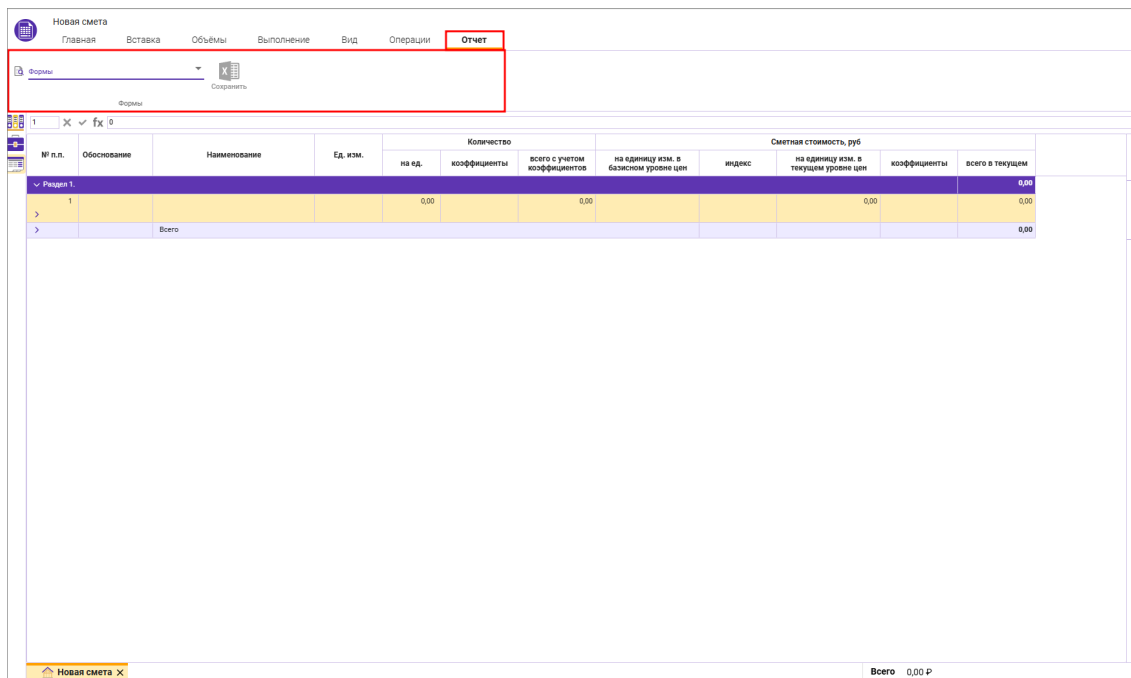 Новая смета
Главная Вставка Объёмы Выполнение Вид Операции Отчет
Формы
Сохранить
Формы
1 fx 0
№ п.п. Обоснование Наименование Ед. изм. Количество Сметная стоимость, руб
на ед. коэффициенты всего с учетом коэффициентов на единицу изм. в базисном уровне цен индекс на единицу изм. в текущем уровне цен коэффициенты всего в текущем
Раздел 1. 0,00
1 0,00 0,00 0,00 0,00
Всего 0,00
Новая смета Всего 0,00 ₽